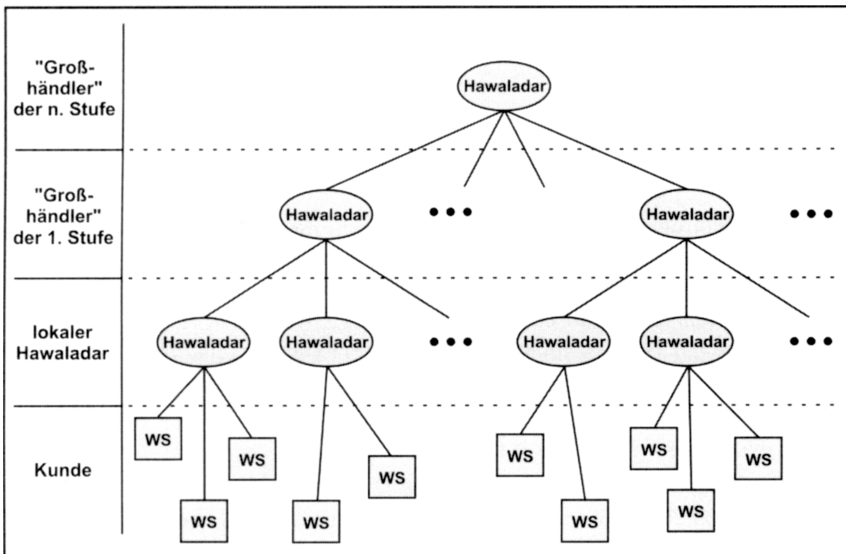 "Groß-
händler"
der n. Stufe
Hawaladar
"Groß-
händler"
der 1. Stufe
Hawaladar
Hawaladar
lokaler
Hawaladar
Hawaladar
Hawaladar
Hawaladar
Hawaladar
Kunde
WS
WS
WS
WS
WS
WS
WS
WS
WS
WS